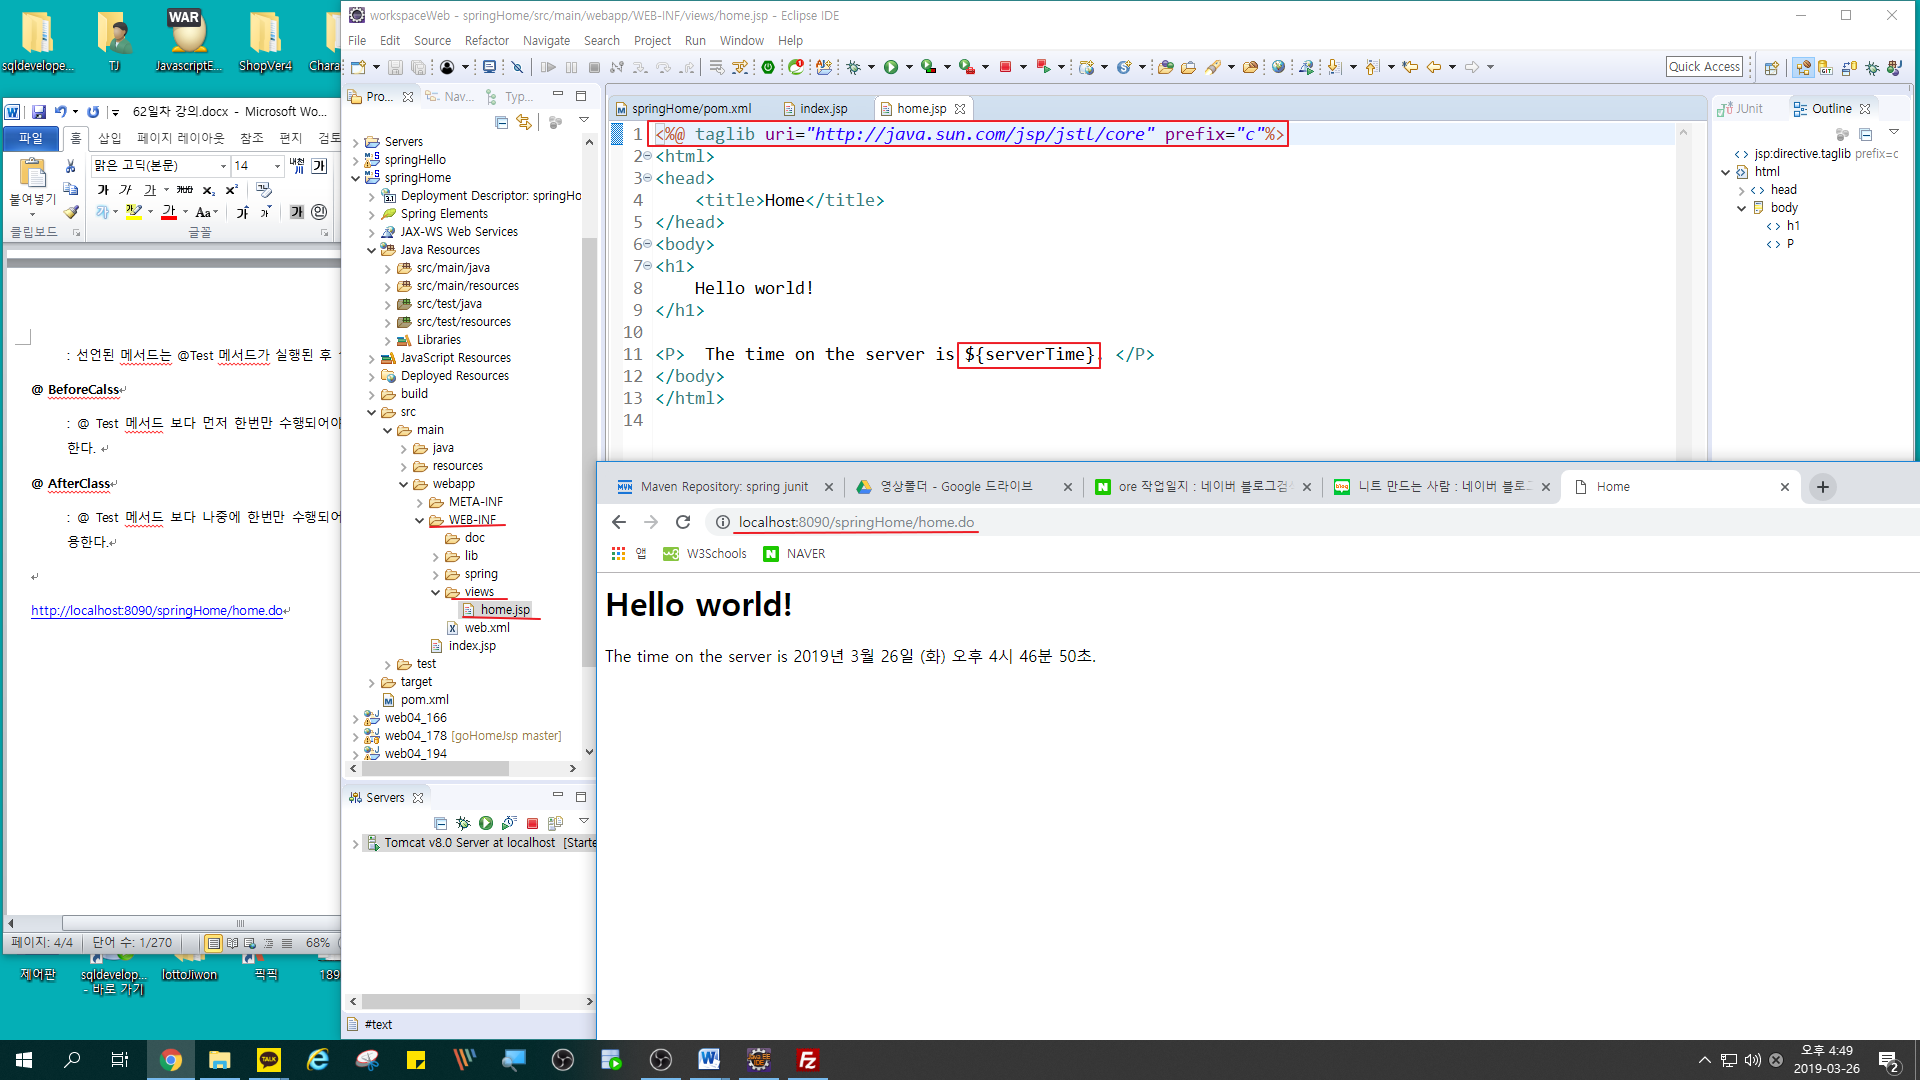 sqldevelope...
TJ
WAR
JavascriptE...
ShopVer4
Chara
62일차 강의.docx - Microsoft Wo...
파일
홈
삽입
페이지 레이아웃
참조
편지
검토
맑은 고딕(본문)
14
붙여넣기
클립보드
글꼴
: 선언된 메서드는 @Test 메서드가 실행된 후
@ BeforeCalss
: @ Test 메서드 보다 먼저 한번만 수행되어야
한다.
@ AfterClass
: @ Test 메서드 보다 나중에 한번만 수행되어
용한다.
http://localhost:8090/springHome/home.do
페이지: 4/4
단어 수: 1/270
68%
제어판
sqldevelop...
- 바로 가기
lottoJiwon
픽픽
189
workspaceWeb - springHome/src/main/webapp/WEB-INF/views/home.jsp - Eclipse IDE
File Edit Source Refactor Navigate Search Project Run Window Help
Quick Access
Pro...
Nav...
Typ...
Servers
springHello
springHome
Deployment Descriptor: springHo
Spring Elements
JAX-WS Web Services
Java Resources
src/main/java
src/main/resources
src/test/java
src/test/resources
Libraries
JavaScript Resources
Deployed Resources
build
src
main
java
resources
webapp
META-INF
WEB-INF
doc
lib
spring
views
home.jsp
web.xml
index.jsp
test
target
pom.xml
web04_166
web04_178 [goHomeJsp master]
web04_194
Servers
Tomcat v8.0 Server at localhost [Starte
#text
springHome/pom.xml
index.jsp
home.jsp
1 <%@ taglib uri="http://java.sun.com/jsp/jstl/core" prefix="c"%>
2 <html>
3 <head>
4 <title>Home</title>
5 </head>
6 <body>
7 <h1>
8 Hello world!
9 </h1>
10
11 <P> The time on the server is ${serverTime}. </P>
12 </body>
13 </html>
14
JUnit
Outline
jsp:directive.taglib prefix=c
html
head
body
h1
P
Maven Repository: spring junit
영상폴더 - Google 드라이브
ore 작업일지 : 네이버 블로그검
니트 만드는 사람 : 네이버 블로그
Home
localhost:8090/springHome/home.do
앱
W3Schools
NAVER
Hello world!
The time on the server is 2019년 3월 26일 (화) 오후 4시 46분 50초.
오후 4:49
2019-03-26
2